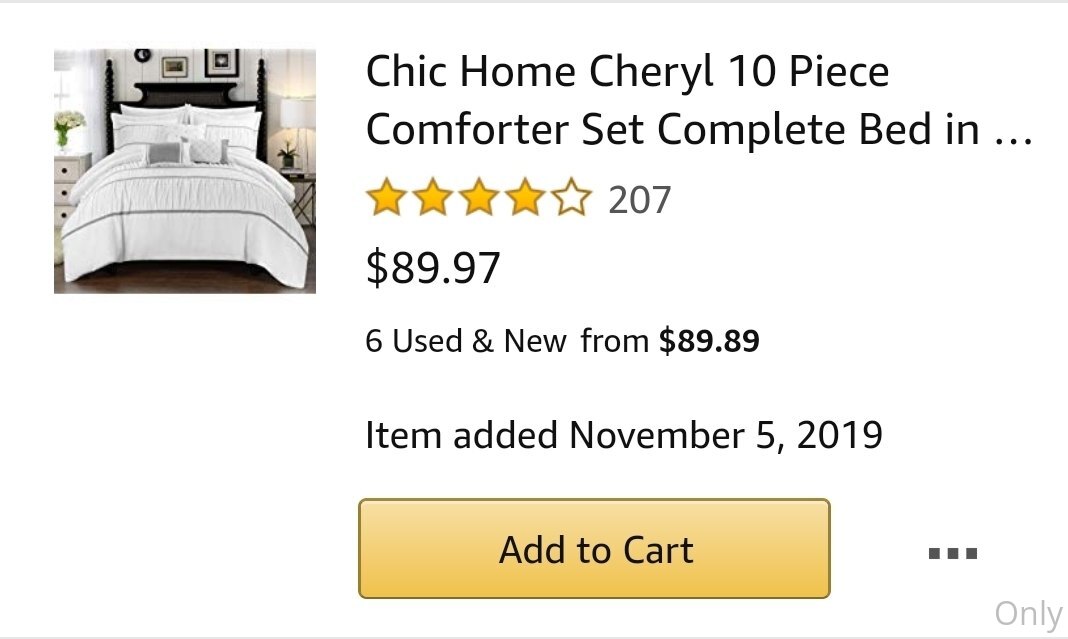 Chic Home Cheryl 10 Piece
Comforter Set Complete Bed in ...
207
$89.97
6 Used & New from $89.89
Item added November 5, 2019
Add to Cart
Only